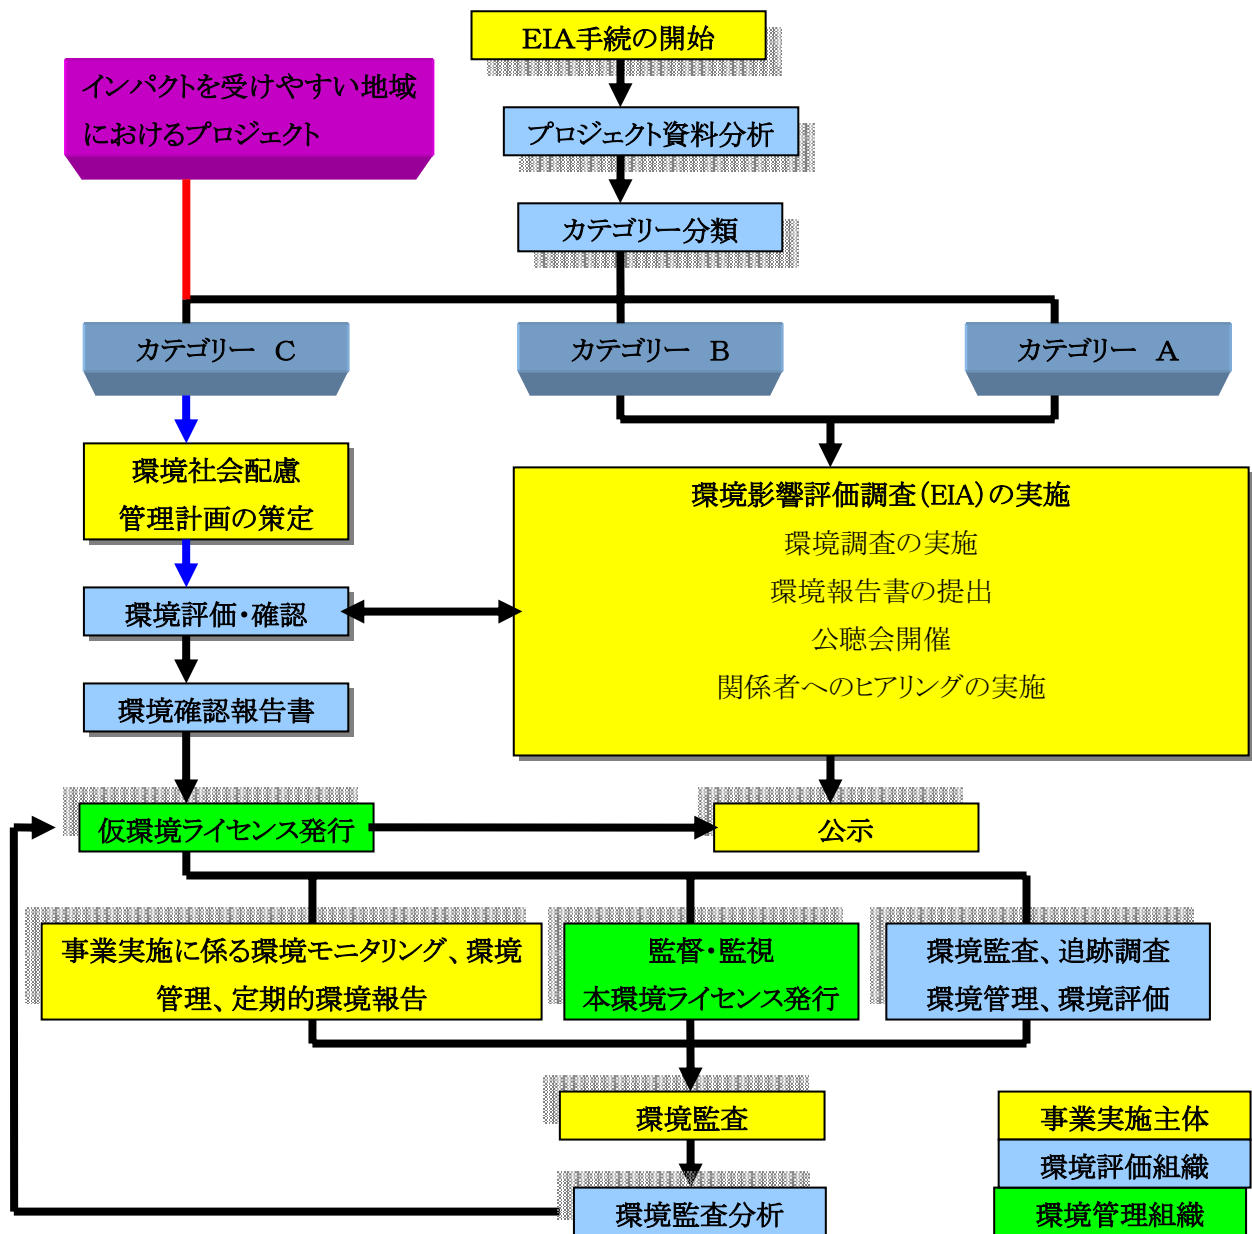 EIA手続の開始
インパクトを受けやすい地域
におけるプロジェクト
プロジェクト資料分析
カテゴリー分類
カテゴリー C
カテゴリー B
カテゴリー A
環境社会配慮
管理計画の策定
環境影響評価調査(EIA)の実施
環境調査の実施
環境報告書の提出
公聴会開催
関係者へのヒアリングの実施
環境評価・確認
環境確認報告書
仮環境ライセンス発行
公示
事業実施に係る環境モニタリング、環境
管理、定期的環境報告
監督・監視
本環境ライセンス発行
環境監査、追跡調査
環境管理、環境評価
環境監査
環境監査分析
事業実施主体
環境評価組織
環境管理組織